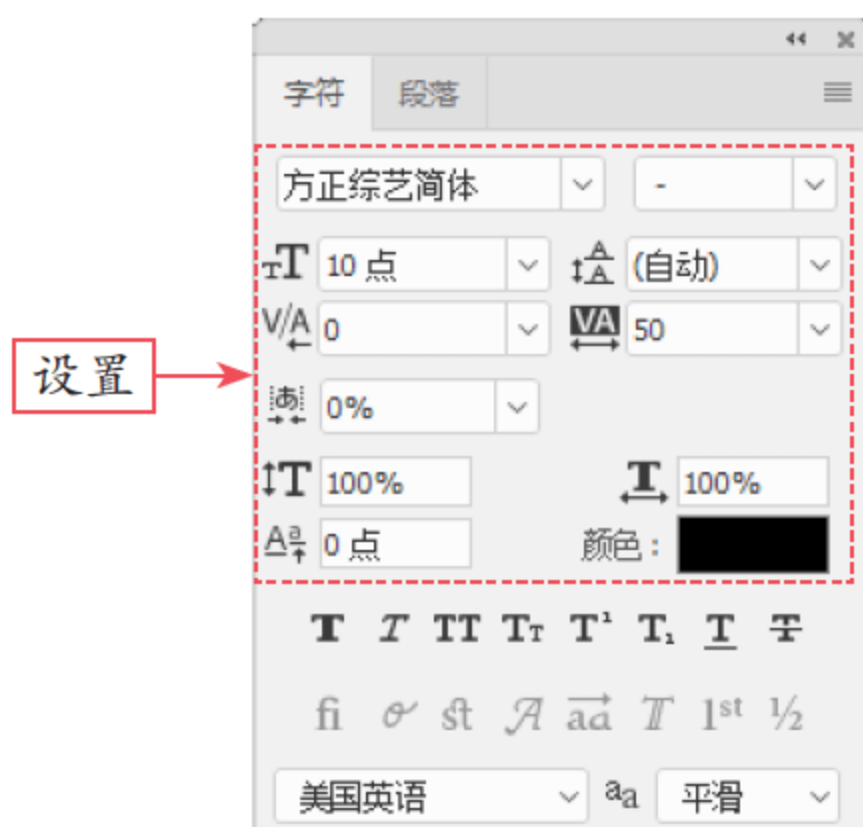 字符 段落
方正综艺简体 -
10 点 (自动)
0 50
设置
0%
100% 100%
0 点 颜色：
T T TT Tт T¹ T₁ T T
fi st A aa T 1st ½
美国英语 aa 平滑